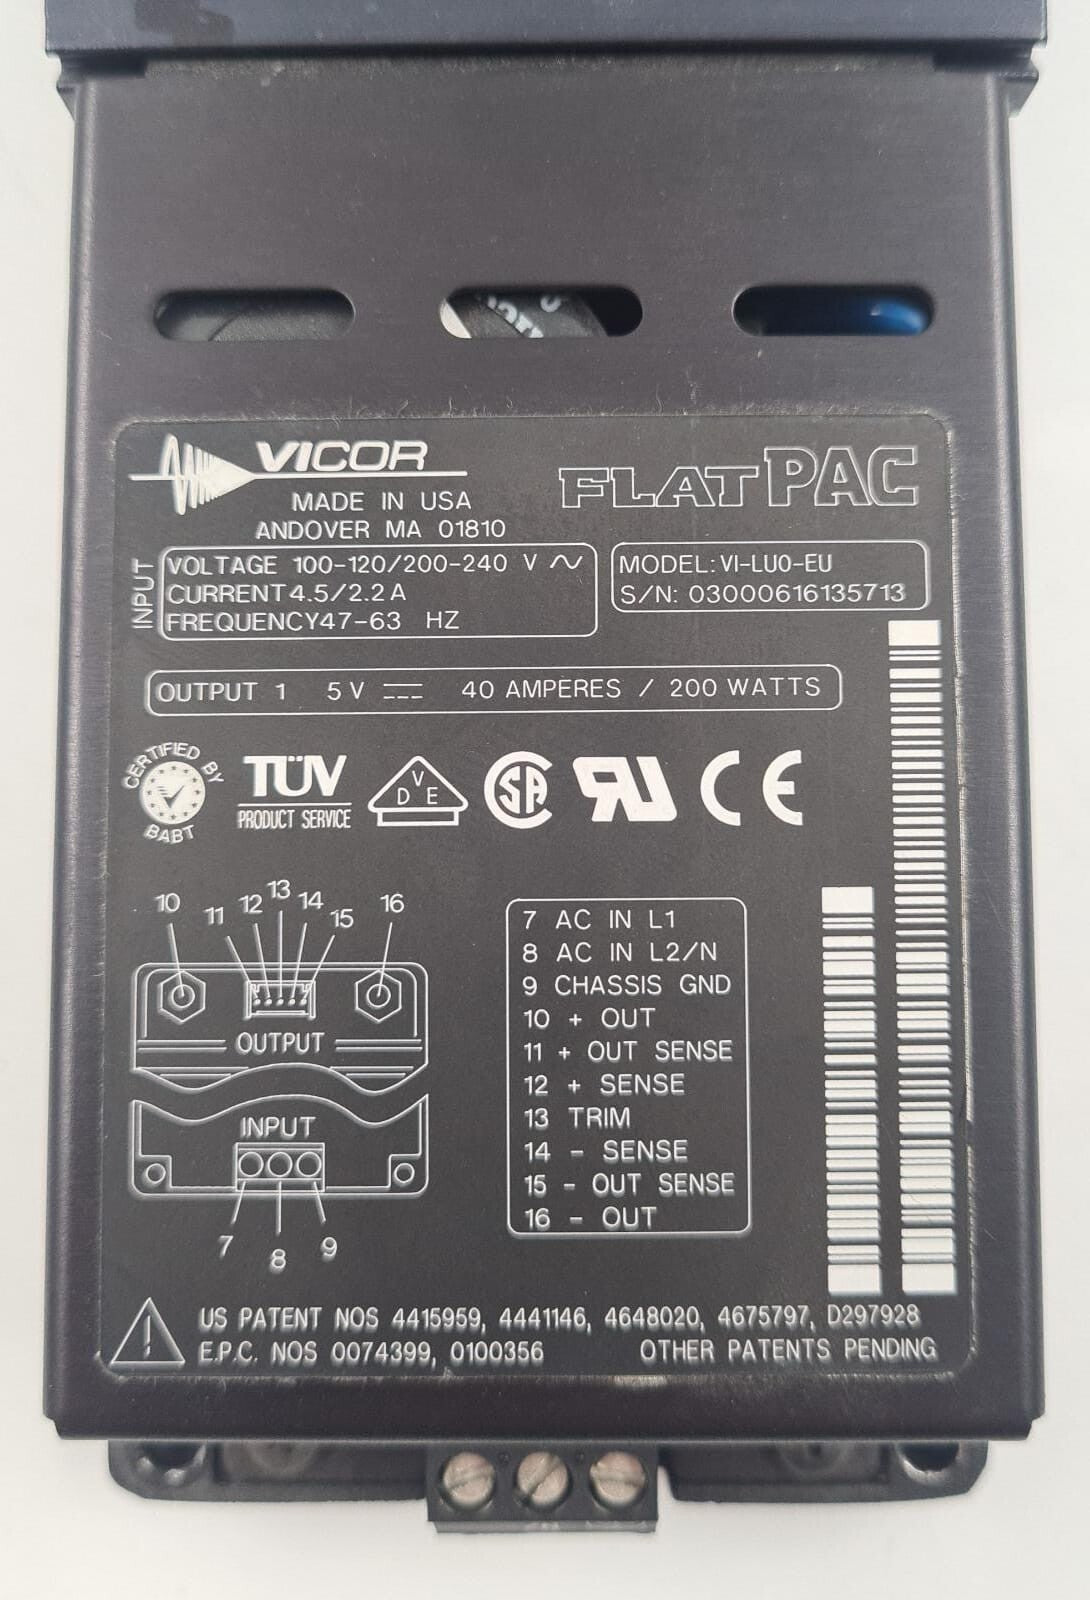 VICOR
FLATPAC
MADE IN USA
ANDOVER MA 01810
INPUT
VOLTAGE 100-120/200-240 V ∿
CURRENT 4.5/2.2 A
FREQUENCY 47-63 HZ
MODEL: VI-LU0-EU
S/N: 03000616135713
OUTPUT 1 5 V ⎓ 40 AMPERES / 200 WATTS
CERTIFIED BY
BABT
TÜV
PRODUCT SERVICE
VDE
CSA
RU
CE
10 11 12 13 14 15 16
OUTPUT
INPUT
7 8 9
7 AC IN L1
8 AC IN L2/N
9 CHASSIS GND
10 + OUT
11 + OUT SENSE
12 + SENSE
13 TRIM
14 - SENSE
15 - OUT SENSE
16 - OUT
US PATENT NOS 4415959, 4441146, 4648020, 4675797, D297928
E.P.C. NOS 0074399, 0100356 OTHER PATENTS PENDING